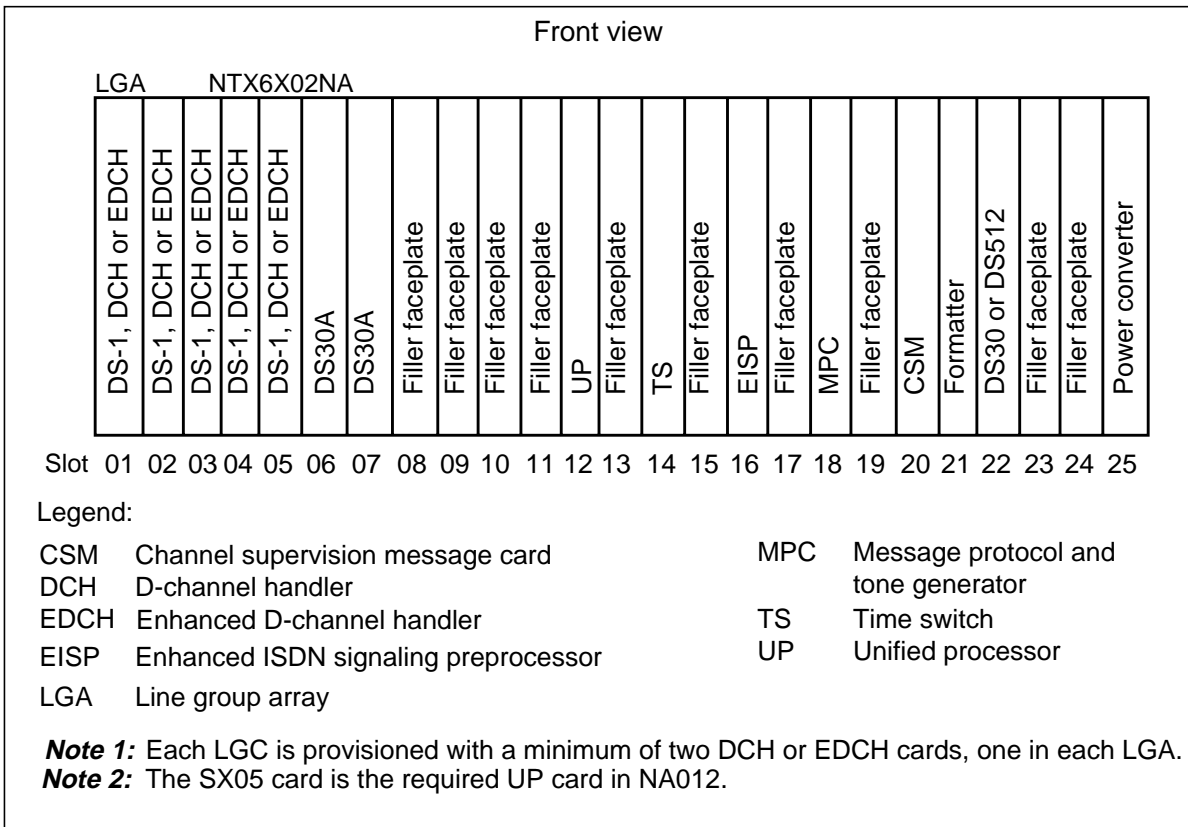 Front view
LGA NTX6X02NA
DS-1, DCH or EDCH
DS-1, DCH or EDCH
DS-1, DCH or EDCH
DS-1, DCH or EDCH
DS-1, DCH or EDCH
DS30A
DS30A
Filler faceplate
Filler faceplate
Filler faceplate
Filler faceplate
UP
Filler faceplate
TS
Filler faceplate
EISP
Filler faceplate
MPC
Filler faceplate
CSM
Formatter
DS30 or DS512
Filler faceplate
Filler faceplate
Power converter
Slot 01 02 03 04 05 06 07 08 09 10 11 12 13 14 15 16 17 18 19 20 21 22 23 24 25
Legend:
CSM Channel supervision message card
DCH D-channel handler
EDCH Enhanced D-channel handler
EISP Enhanced ISDN signaling preprocessor
LGA Line group array
MPC Message protocol and
tone generator
TS Time switch
UP Unified processor
Note 1: Each LGC is provisioned with a minimum of two DCH or EDCH cards, one in each LGA.
Note 2: The SX05 card is the required UP card in NA012.